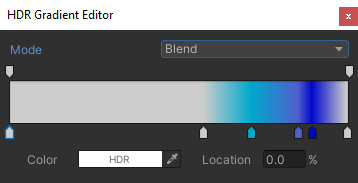 HDR Gradient Editor
x
Mode Blend
Color HDR Location 0.0 %